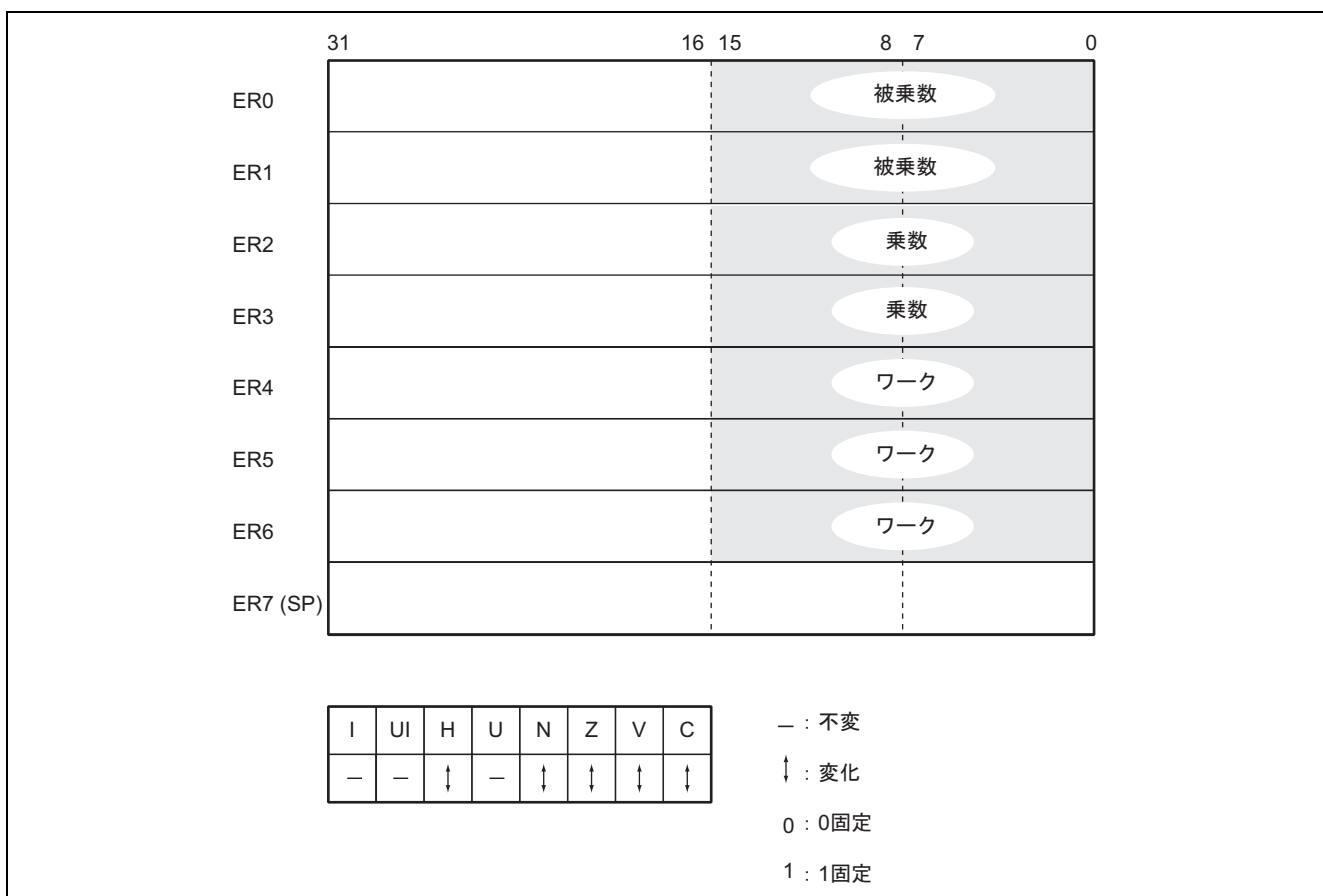 31 16 15 8 7 0
ER0 被乗数
ER1 被乗数
ER2 乗数
ER3 乗数
ER4 ワーク
ER5 ワーク
ER6 ワーク
ER7 (SP)
I UI H U N Z V C
－ － ↕ － ↕ ↕ ↕ ↕
－ : 不変
↕ : 変化
0 : 0固定
1 : 1固定